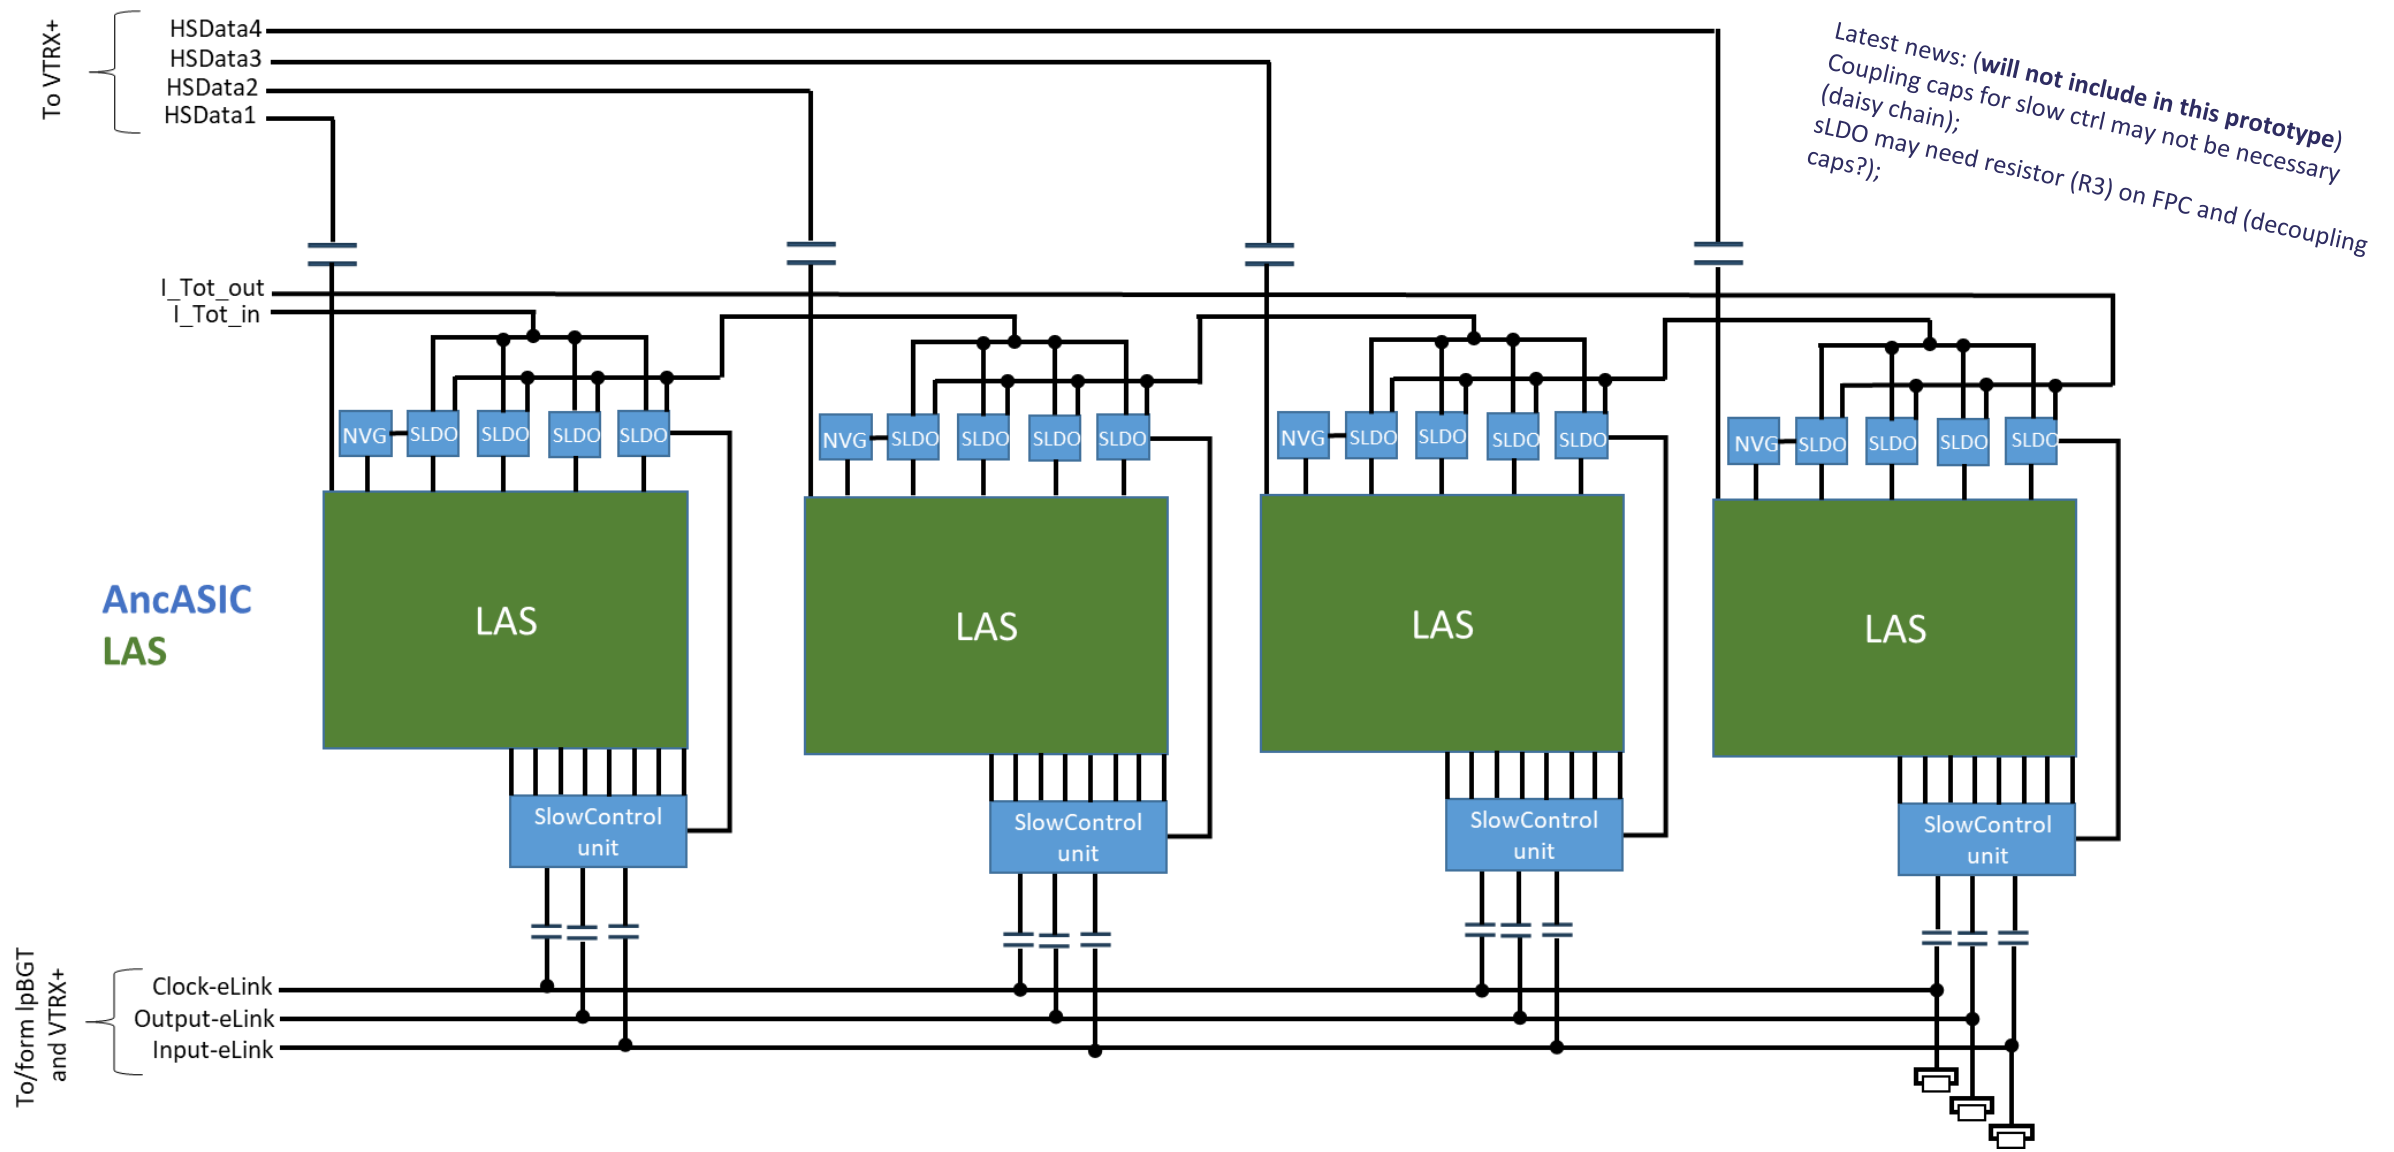 To VTRX+
HSData4
HSData3
HSData2
HSData1
Latest news: (will not include in this prototype)
Coupling caps for slow ctrl may not be necessary
(daisy chain);
sLDO may need resistor (R3) on FPC and (decoupling
caps?);
I_Tot_out
I_Tot_in
NVG SLDO SLDO SLDO SLDO
NVG SLDO SLDO SLDO SLDO
NVG SLDO SLDO SLDO SLDO
NVG SLDO SLDO SLDO SLDO
AncASIC
LAS
LAS
LAS
LAS
LAS
SlowControl
unit
SlowControl
unit
SlowControl
unit
SlowControl
unit
To/form lpBGT
and VTRX+
Clock-eLink
Output-eLink
Input-eLink